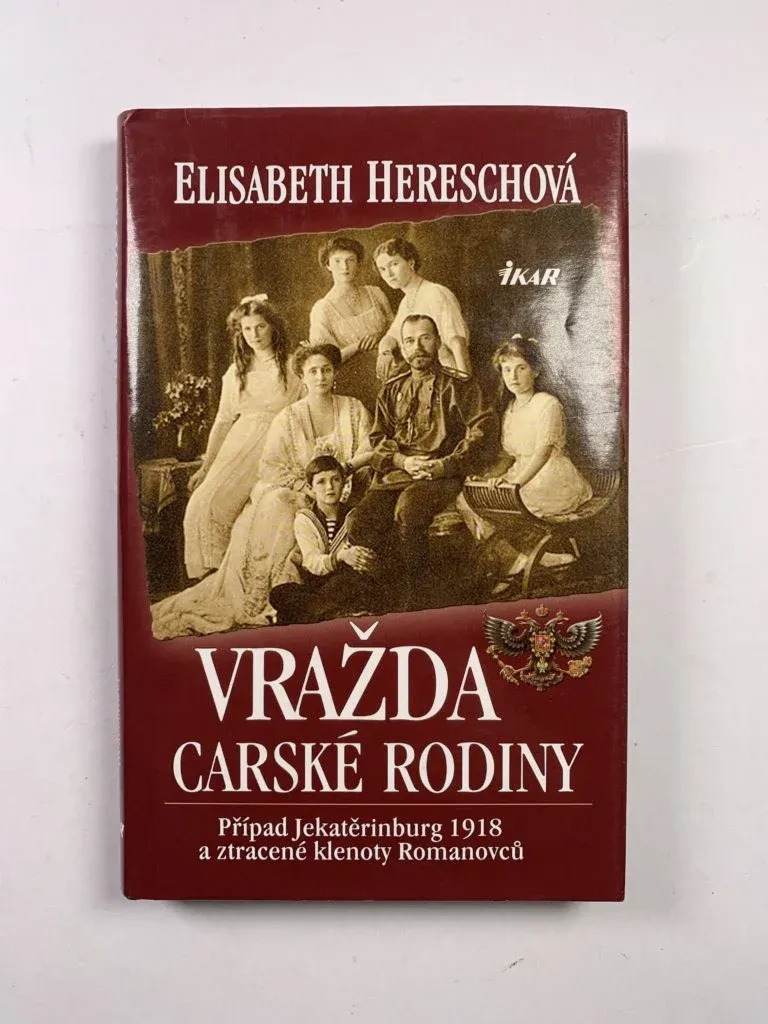 ELISABETH HERESCHOVÁ
iKAR
VRAŽDA
CARSKÉ RODINY
Případ Jekatěrinburg 1918
a ztracené klenoty Romanovců